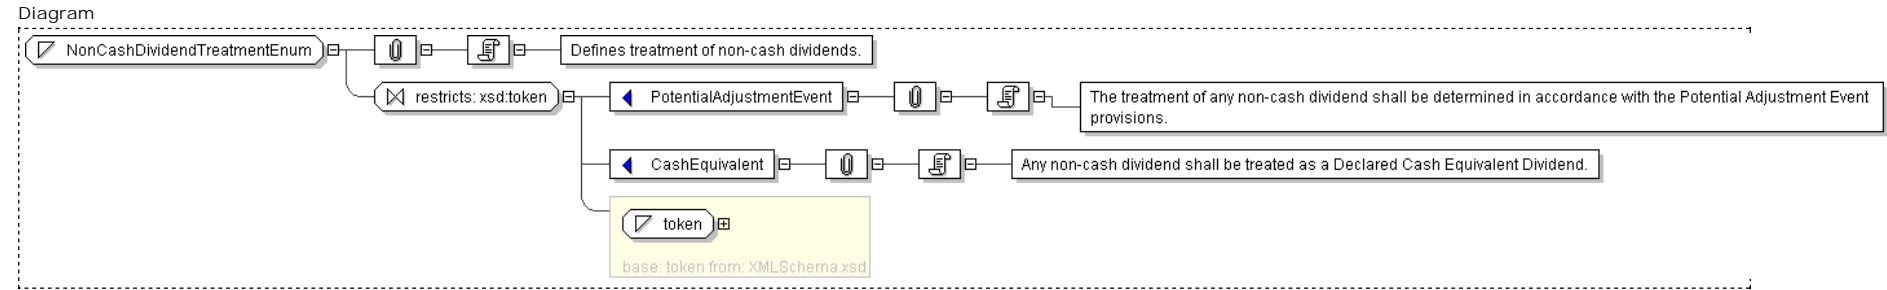 Diagram
NonCashDividendTreatmentEnum
Defines treatment of non-cash dividends.
restricts: xsd:token
PotentialAdjustmentEvent
The treatment of any non-cash dividend shall be determined in accordance with the Potential Adjustment Event
provisions.
CashEquivalent
Any non-cash dividend shall be treated as a Declared Cash Equivalent Dividend.
token
base: token from: XMLSchema.xsd